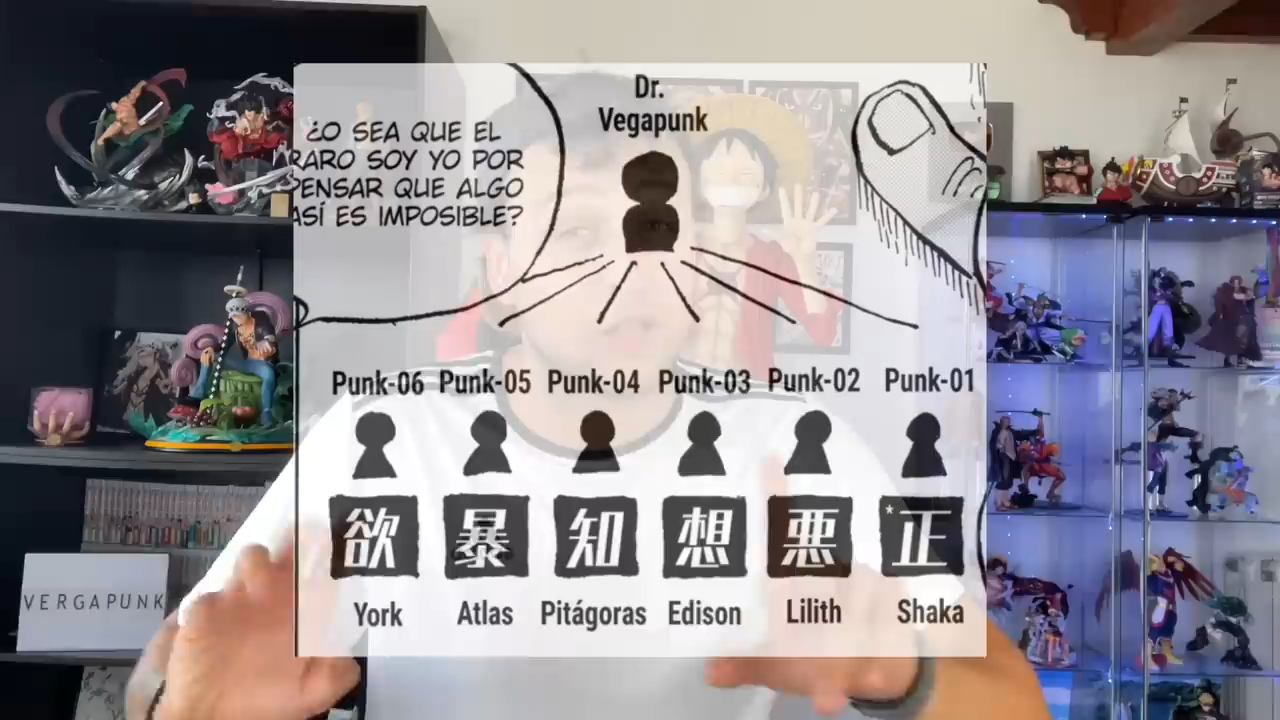 ¿O SEA QUE EL
RARO SOY YO POR
PENSAR QUE ALGO
ASÍ ES IMPOSIBLE?
Dr.
Vegapunk
Punk-06 Punk-05 Punk-04 Punk-03 Punk-02 Punk-01
欲 暴 知 想 悪 *正
York Atlas Pitágoras Edison Lilith Shaka
VERGAPUNK